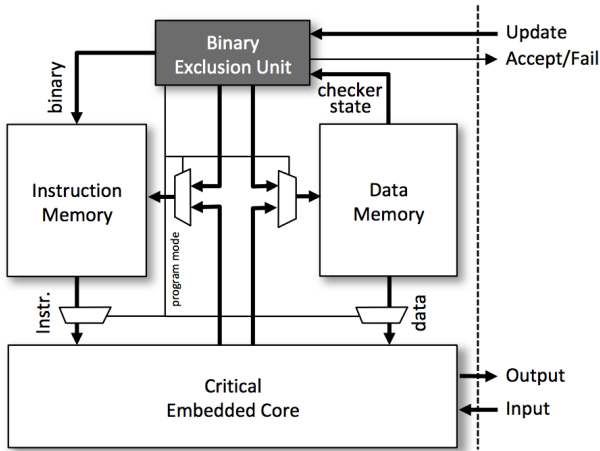 Binary
Exclusion Unit
Update
Accept/Fail
binary
checker
state
Instruction
Memory
Data
Memory
program mode
Instr.
data
Critical
Embedded Core
Output
Input